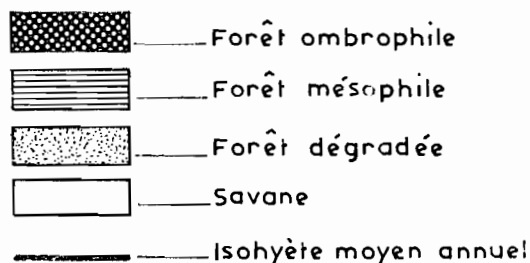 Forêt ombrophile
Forêt mésophile
Forêt dégradée
Savane
Isohyète moyen annuel